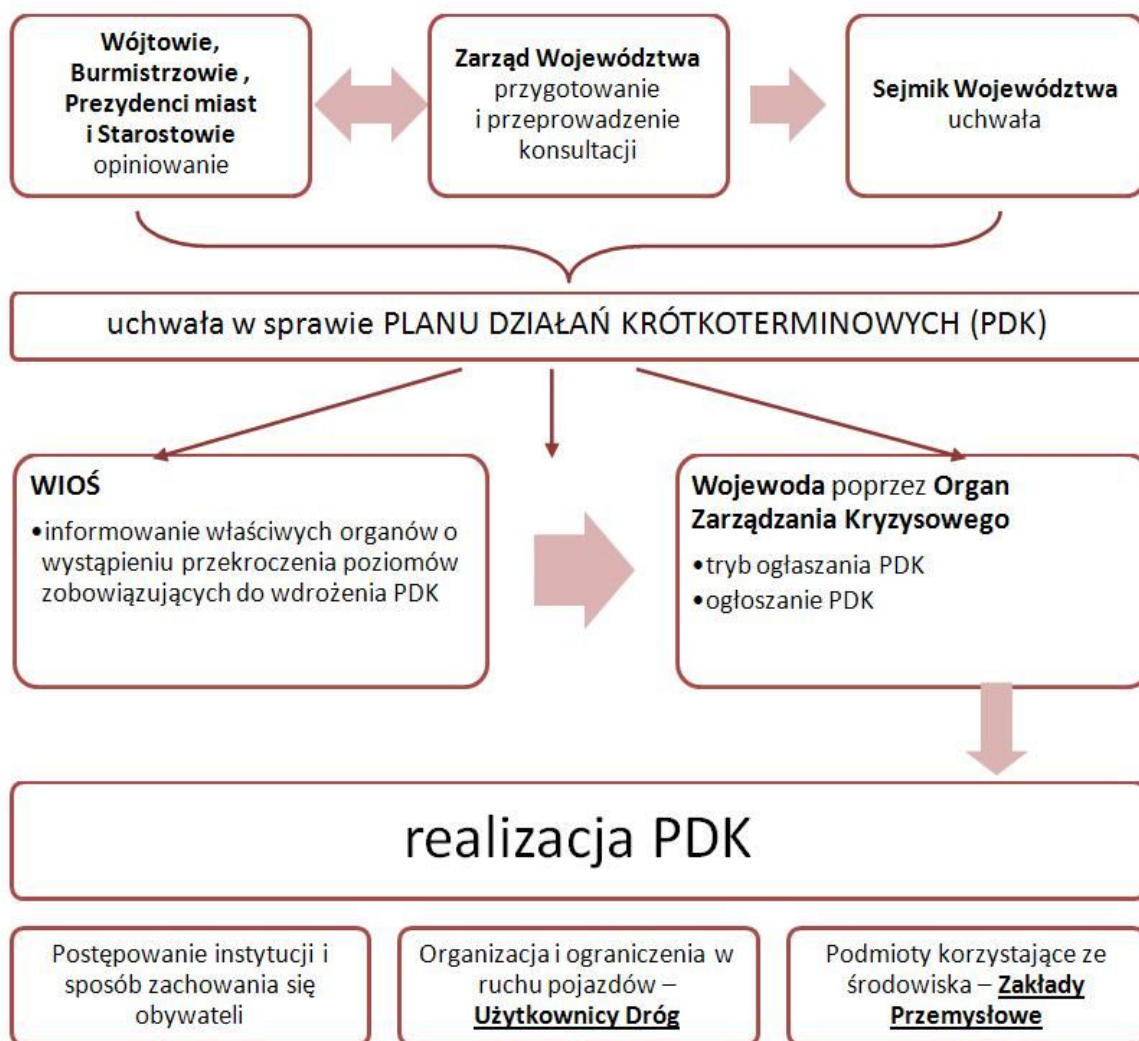 Wójtowie,
Burmistrzowie ,
Prezydenci miast
i Starostowie
opiniowanie
Zarząd Województwa
przygotowanie
i przeprowadzenie
konsultacji
Sejmik Województwa
uchwała
uchwała w sprawie PLANU DZIAŁAŃ KRÓTKOTERMINOWYCH (PDK)
WIOŚ
•informowanie właściwych organów o
wystąpieniu przekroczenia poziomów
zobowiązujących do wdrożenia PDK
Wojewoda poprzez Organ
Zarządzania Kryzysowego
•tryb ogłaszania PDK
•ogłoszanie PDK
realizacja PDK
Postępowanie instytucji i
sposób zachowania się
obywateli
Organizacja i ograniczenia w
ruchu pojazdów –
Użytkownicy Dróg
Podmioty korzystające ze
środowiska – Zakłady
Przemysłowe